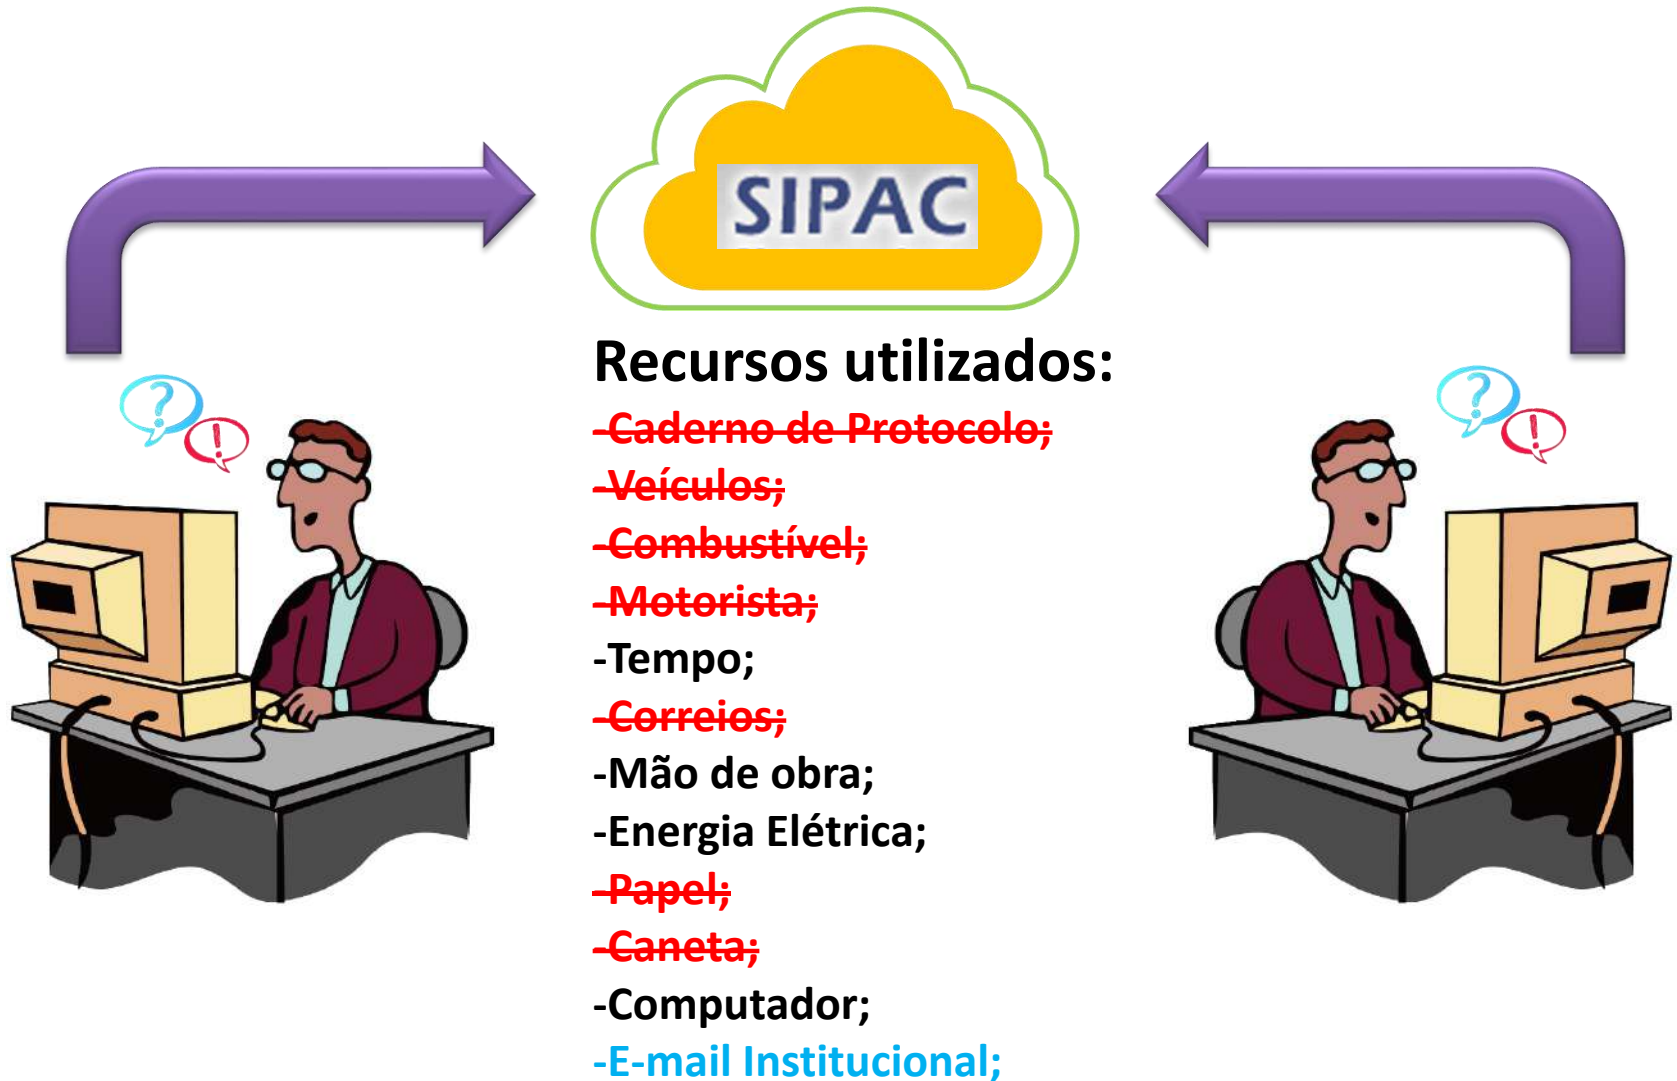 SIPAC
Recursos utilizados:
-Caderno de Protocolo;
-Veículos;
-Combustível;
-Motorista;
-Tempo;
-Correios;
-Mão de obra;
-Energia Elétrica;
-Papel;
-Caneta;
-Computador;
-E-mail Institucional;
? !
? !